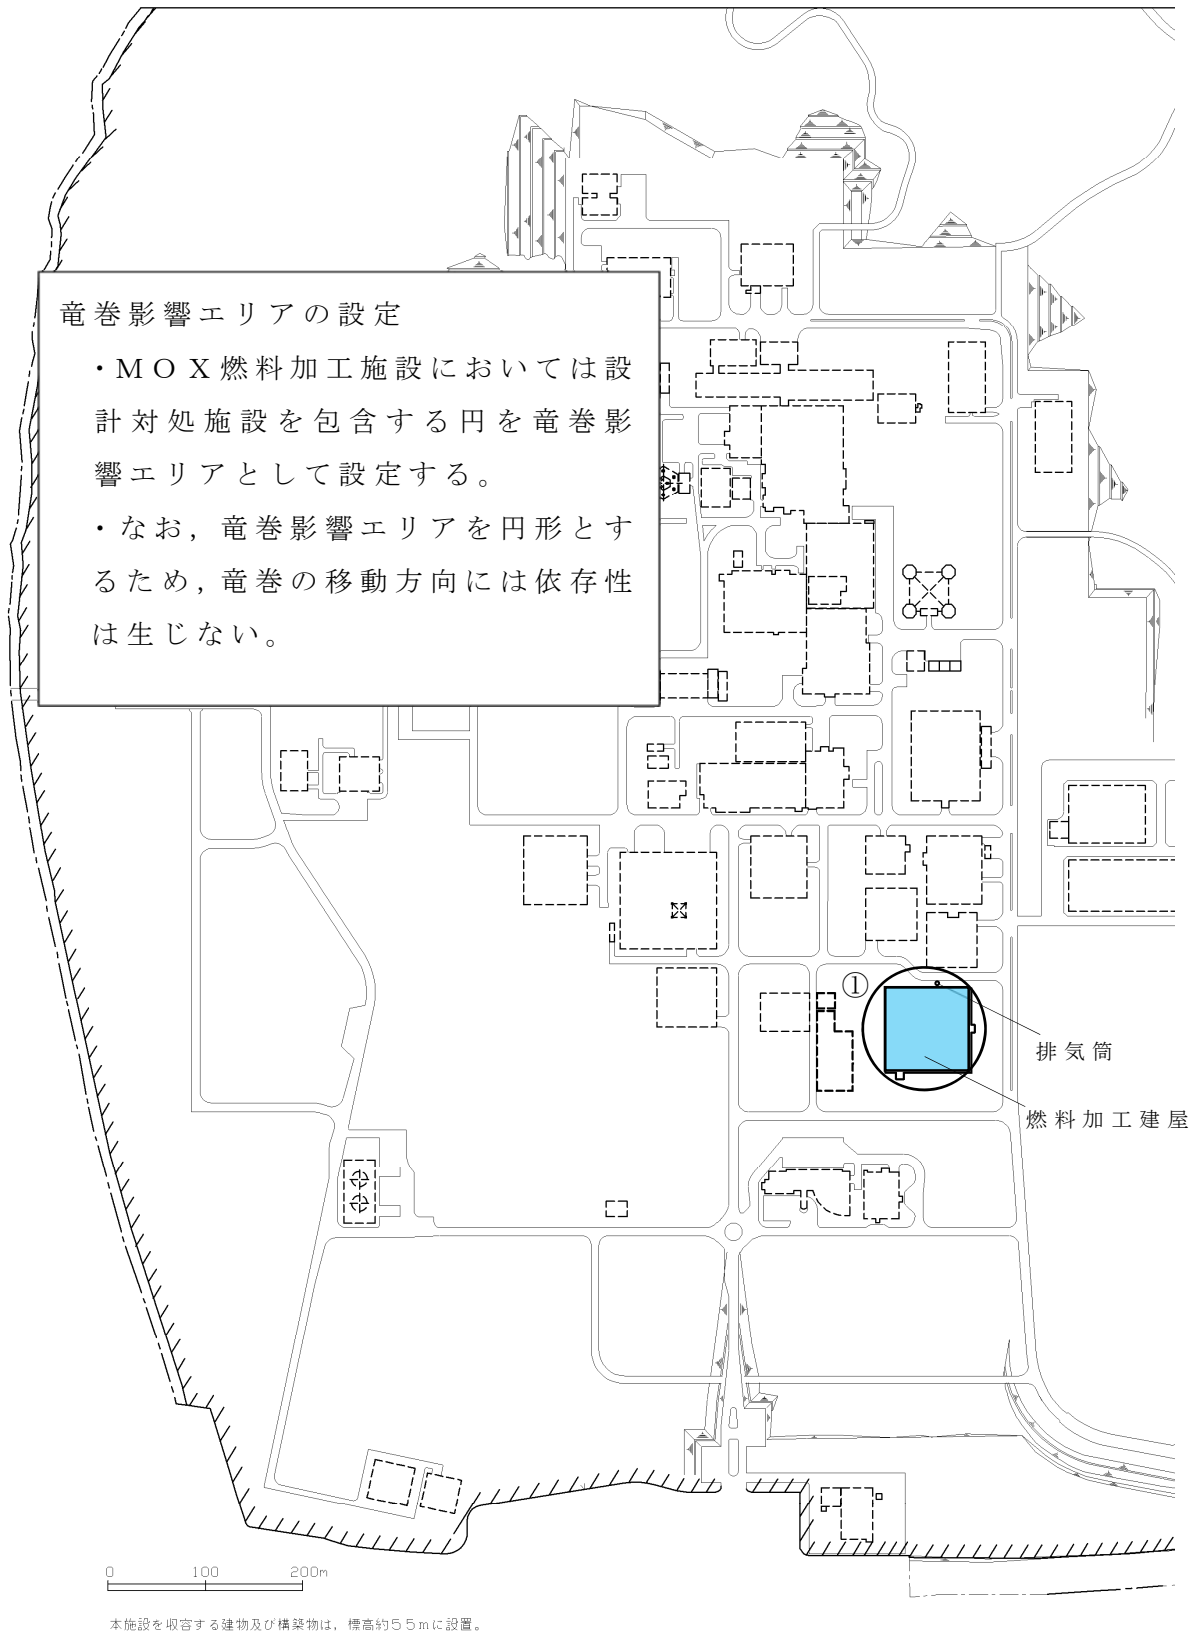 竜巻影響エリアの設定
・ＭＯＸ燃料加工施設においては設
計対処施設を包含する円を竜巻影
響エリアとして設定する。
・なお，竜巻影響エリアを円形とす
るため，竜巻の移動方向には依存性
は生じない。
①
排気筒
燃料加工建屋
0 100 200m
本施設を収容する建物及び構築物は，標高約５５ｍに設置。